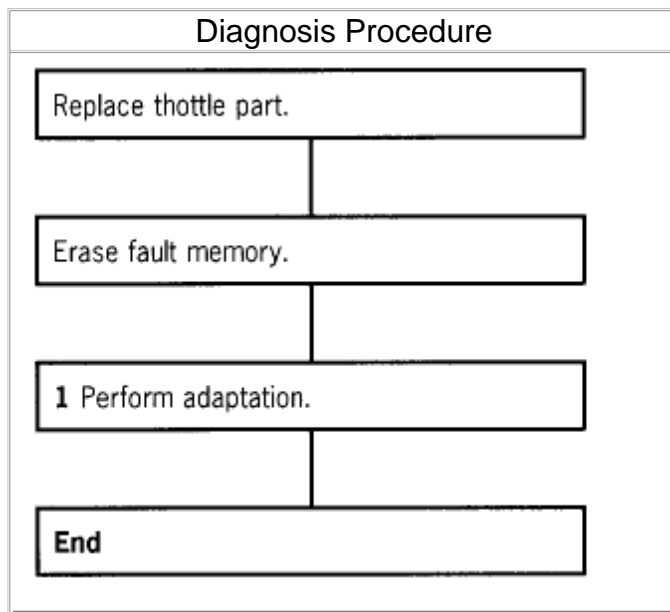 Diagnosis Procedure
Replace thottle part.
Erase fault memory.
1 Perform adaptation.
End